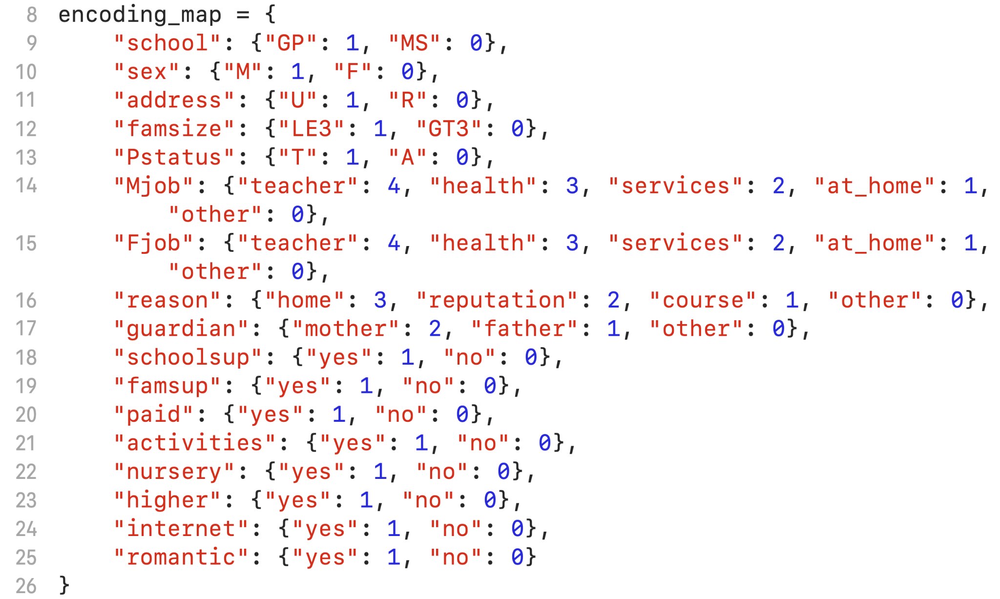 8 encoding_map = {
9 "school": {"GP": 1, "MS": 0},
10 "sex": {"M": 1, "F": 0},
11 "address": {"U": 1, "R": 0},
12 "famsize": {"LE3": 1, "GT3": 0},
13 "Pstatus": {"T": 1, "A": 0},
14 "Mjob": {"teacher": 4, "health": 3, "services": 2, "at_home": 1,
"other": 0},
15 "Fjob": {"teacher": 4, "health": 3, "services": 2, "at_home": 1,
"other": 0},
16 "reason": {"home": 3, "reputation": 2, "course": 1, "other": 0},
17 "guardian": {"mother": 2, "father": 1, "other": 0},
18 "schoolsup": {"yes": 1, "no": 0},
19 "famsup": {"yes": 1, "no": 0},
20 "paid": {"yes": 1, "no": 0},
21 "activities": {"yes": 1, "no": 0},
22 "nursery": {"yes": 1, "no": 0},
23 "higher": {"yes": 1, "no": 0},
24 "internet": {"yes": 1, "no": 0},
25 "romantic": {"yes": 1, "no": 0}
26 }